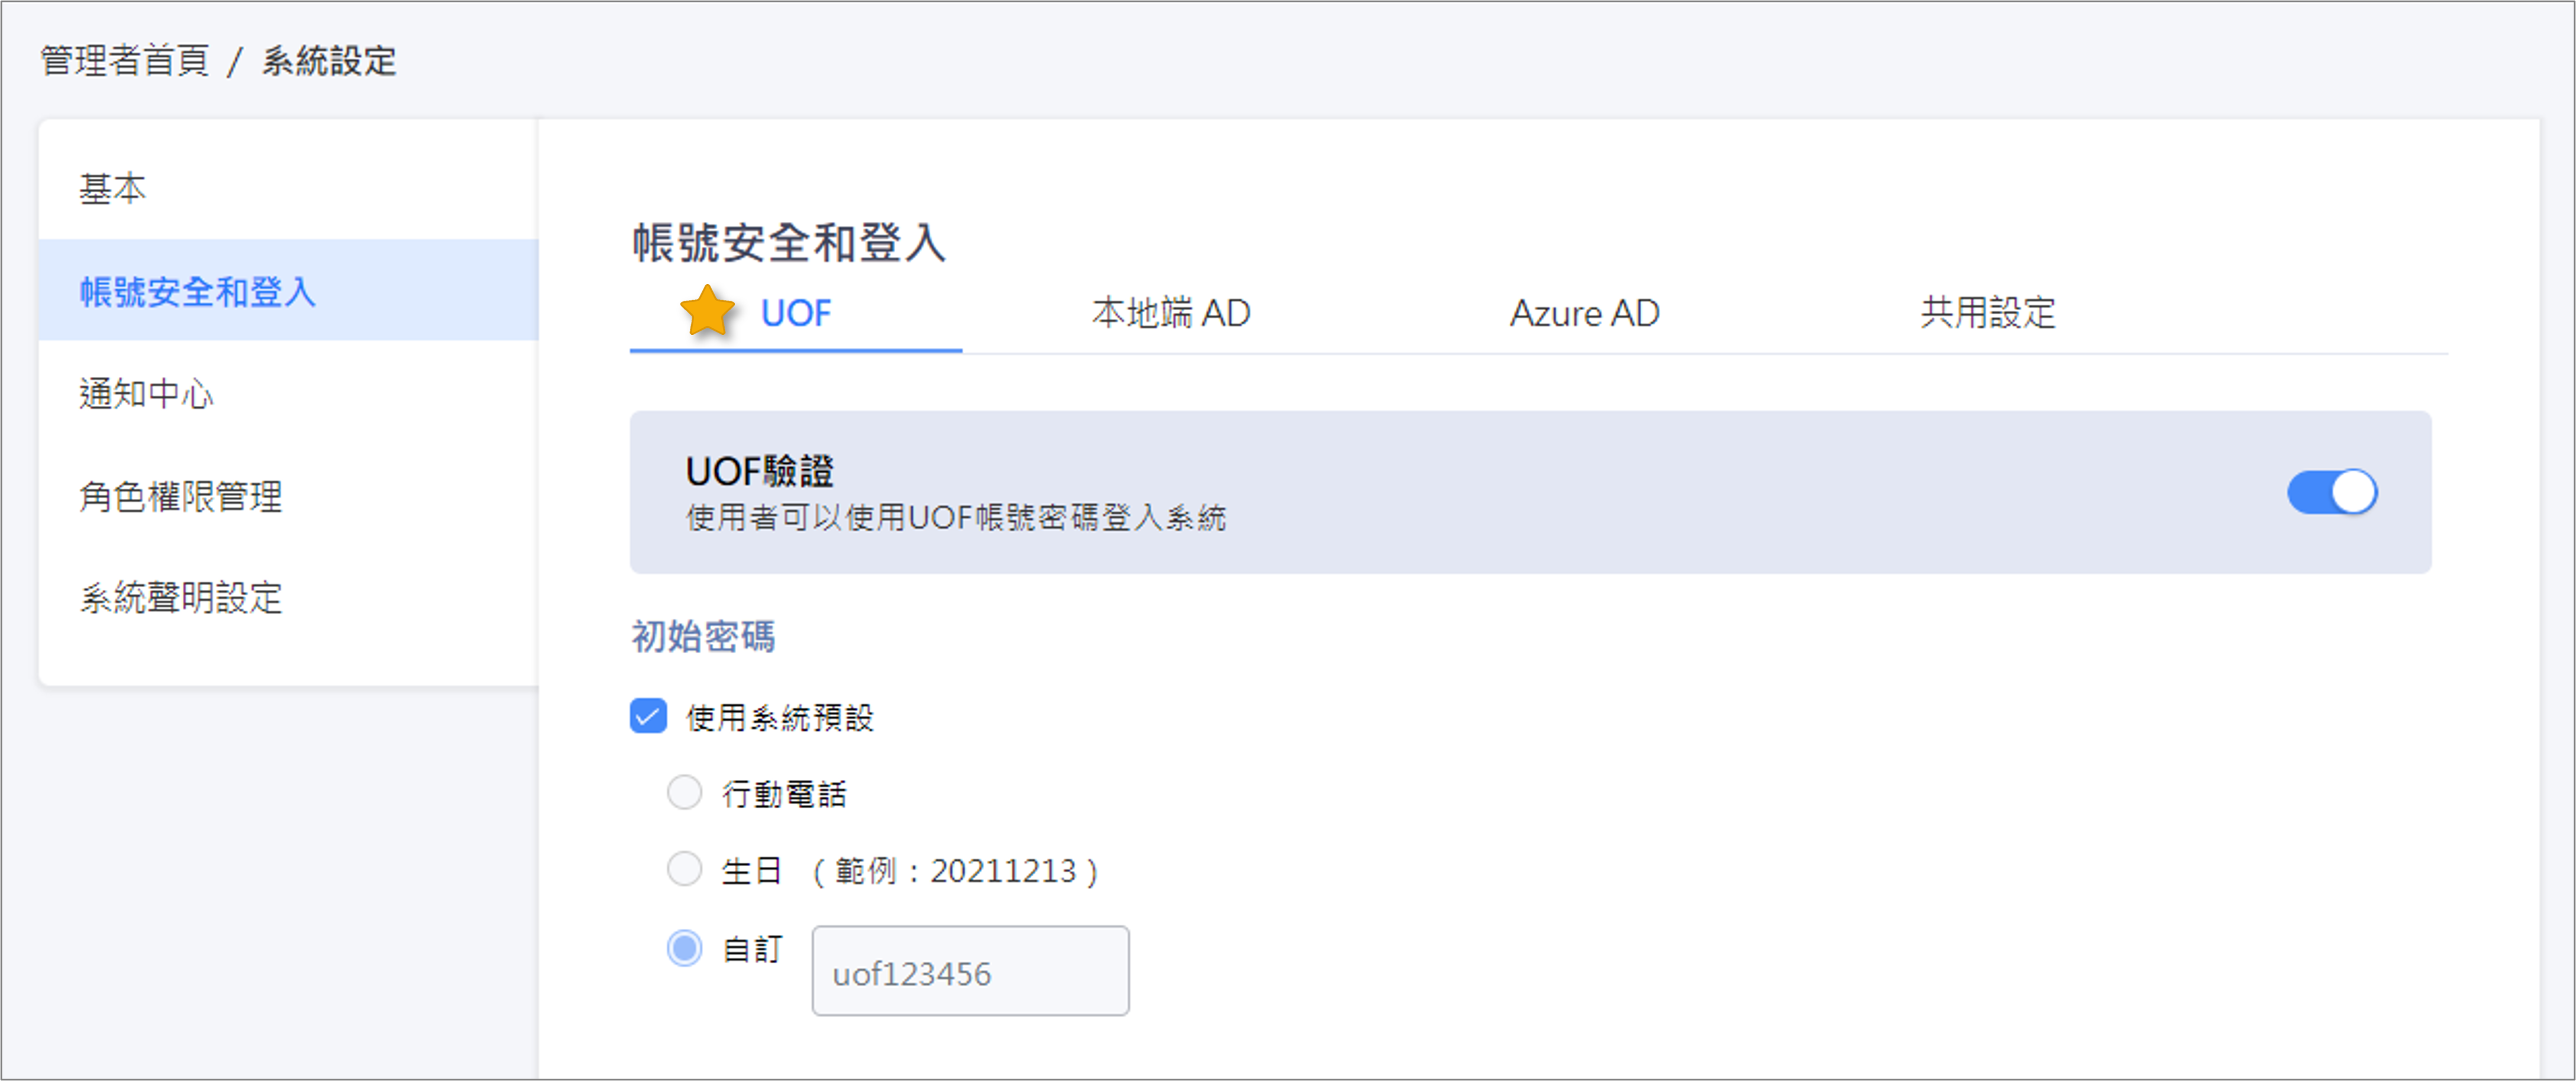 管理者首頁 / 系統設定
基本
帳號安全和登入
通知中心
角色權限管理
系統聲明設定
帳號安全和登入
UOF 本地端 AD Azure AD 共用設定
UOF驗證
使用者可以使用UOF帳號密碼登入系統
初始密碼
使用系統預設
行動電話
生日 （範例：20211213）
自訂 uof123456